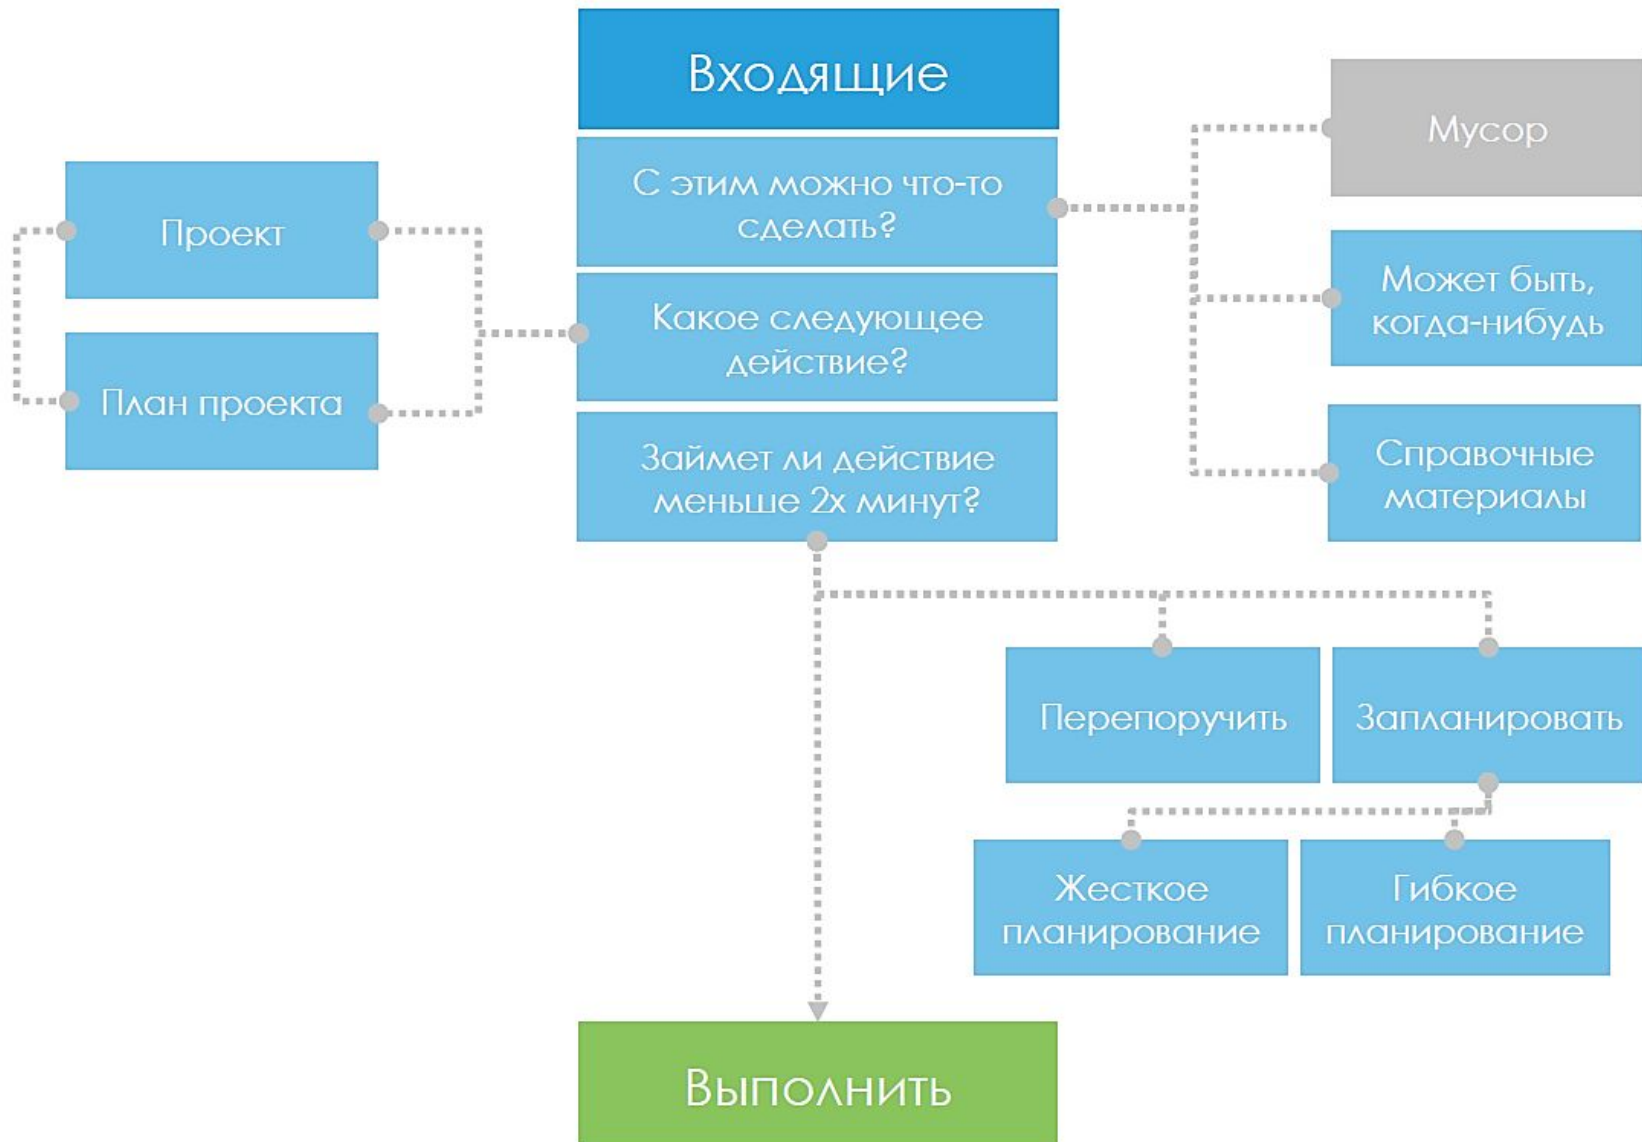 Входящие
С этим можно что-то
сделать?
Какое следующее
действие?
Займет ли действие
меньше 2х минут?
Проект
План проекта
Мусор
Может быть,
когда-нибудь
Справочные
материалы
Перепоручить
Запланировать
Жесткое
планирование
Гибкое
планирование
Выполнить